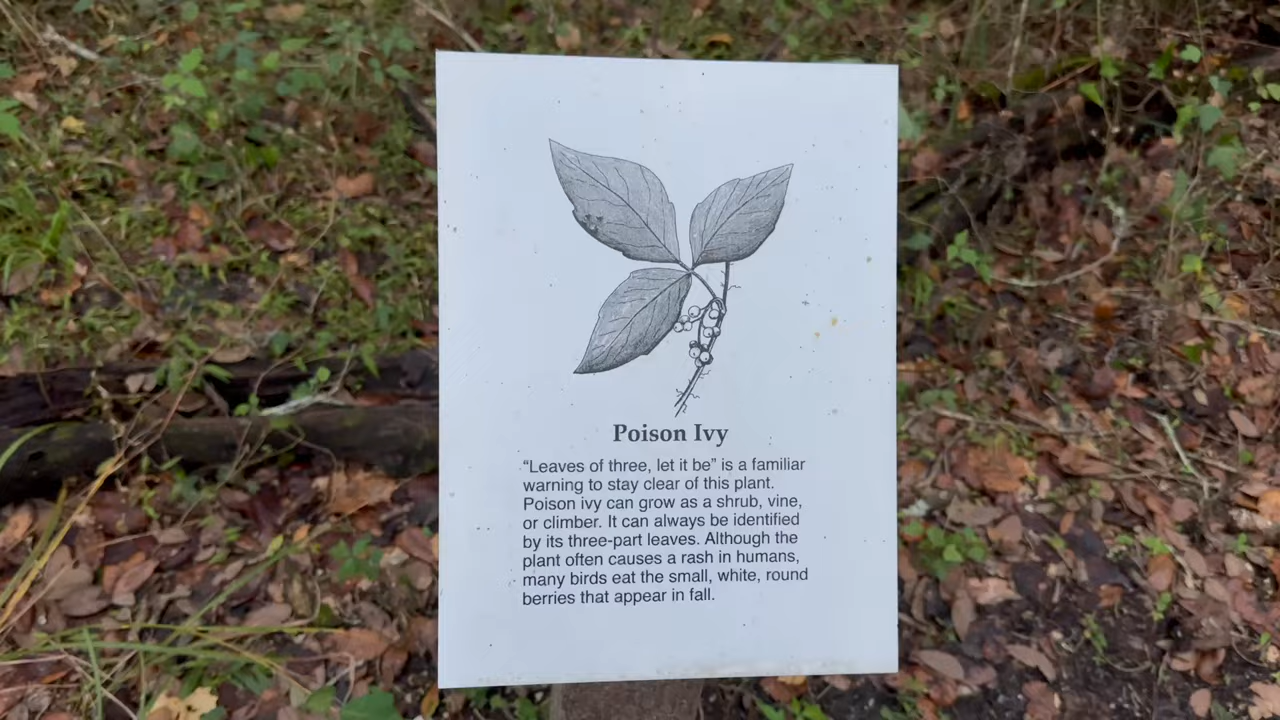 Poison Ivy
“Leaves of three, let it be” is a familiar
warning to stay clear of this plant.
Poison ivy can grow as a shrub, vine,
or climber. It can always be identified
by its three-part leaves. Although the
plant often causes a rash in humans,
many birds eat the small, white, round
berries that appear in fall.